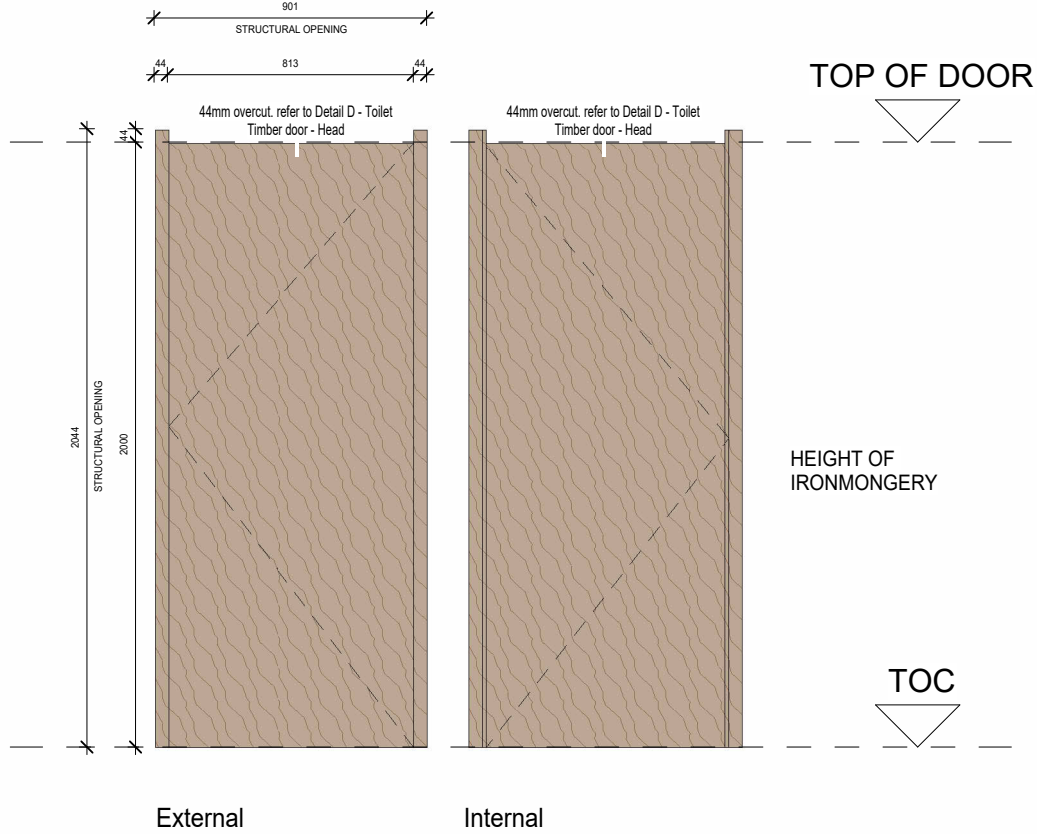 901
STRUCTURAL OPENING
44
813
44
TOP OF DOOR
44mm overcut. refer to Detail D - Toilet
Timber door - Head
44mm overcut. refer to Detail D - Toilet
Timber door - Head
44
2044
STRUCTURAL OPENING
2000
HEIGHT OF
IRONMONGERY
TOC
External
Internal